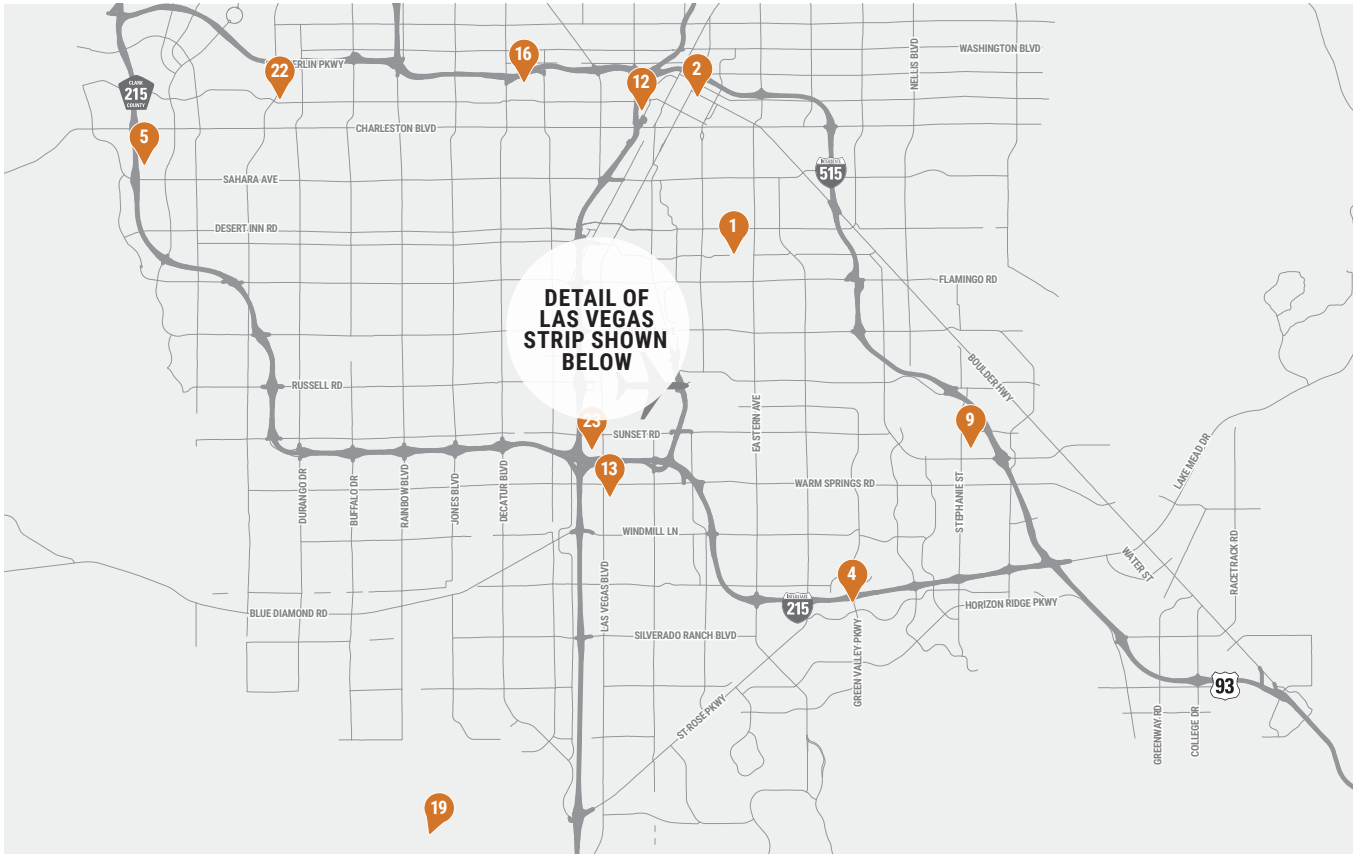 WASHINGTON BLVD
NELLIS BLVD
16
2
22
ERLIN PKWY
12
CLARK
215
COUNTY
5
CHARLESTON BLVD
515
SAHARA AVE
1
DESERT INN RD
FLAMINGO RD
DETAIL OF
LAS VEGAS
STRIP SHOWN
BELOW
BOULDER HWY
RUSSELL RD
EASTERN AVE
23
SUNSET RD
9
LAKE MEAD DR
13
WARM SPRINGS RD
DURANGO DR
BUFFALO DR
RAINBOW BLVD
JONES BLVD
DECATUR BLVD
STEPHANIE ST
WINDMILL LN
RACETRACK RD
WATER ST
4
LAS VEGAS BLVD
INTERSTATE
215
HORIZON RIDGE PKWY
BLUE DIAMOND RD
SILVERADO RANCH BLVD
GREEN VALLEY PKWY
93
ST ROSE PKWY
GREENWAY RD
COLLEGE DR
19